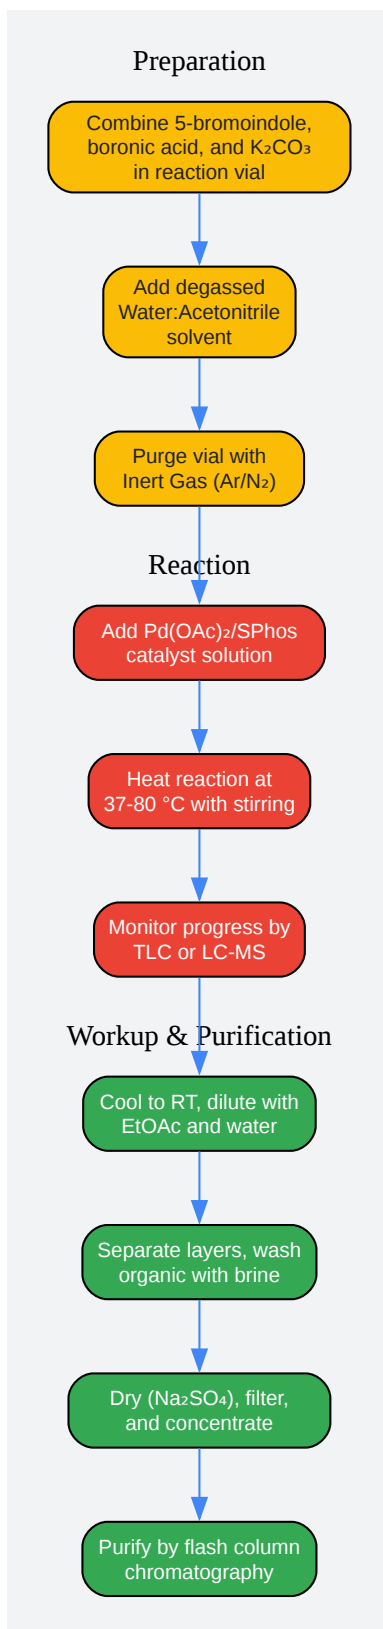 Preparation
Combine 5-bromoindole,
boronic acid, and K₂CO₃
in reaction vial
Add degassed
Water:Acetonitrile
solvent
Purge vial with
Inert Gas (Ar/N₂)
Reaction
Add Pd(OAc)₂/SPhos
catalyst solution
Heat reaction at
37-80 °C with stirring
Monitor progress by
TLC or LC-MS
Workup & Purification
Cool to RT, dilute with
EtOAc and water
Separate layers, wash
organic with brine
Dry (Na₂SO₄), filter,
and concentrate
Purify by flash column
chromatography